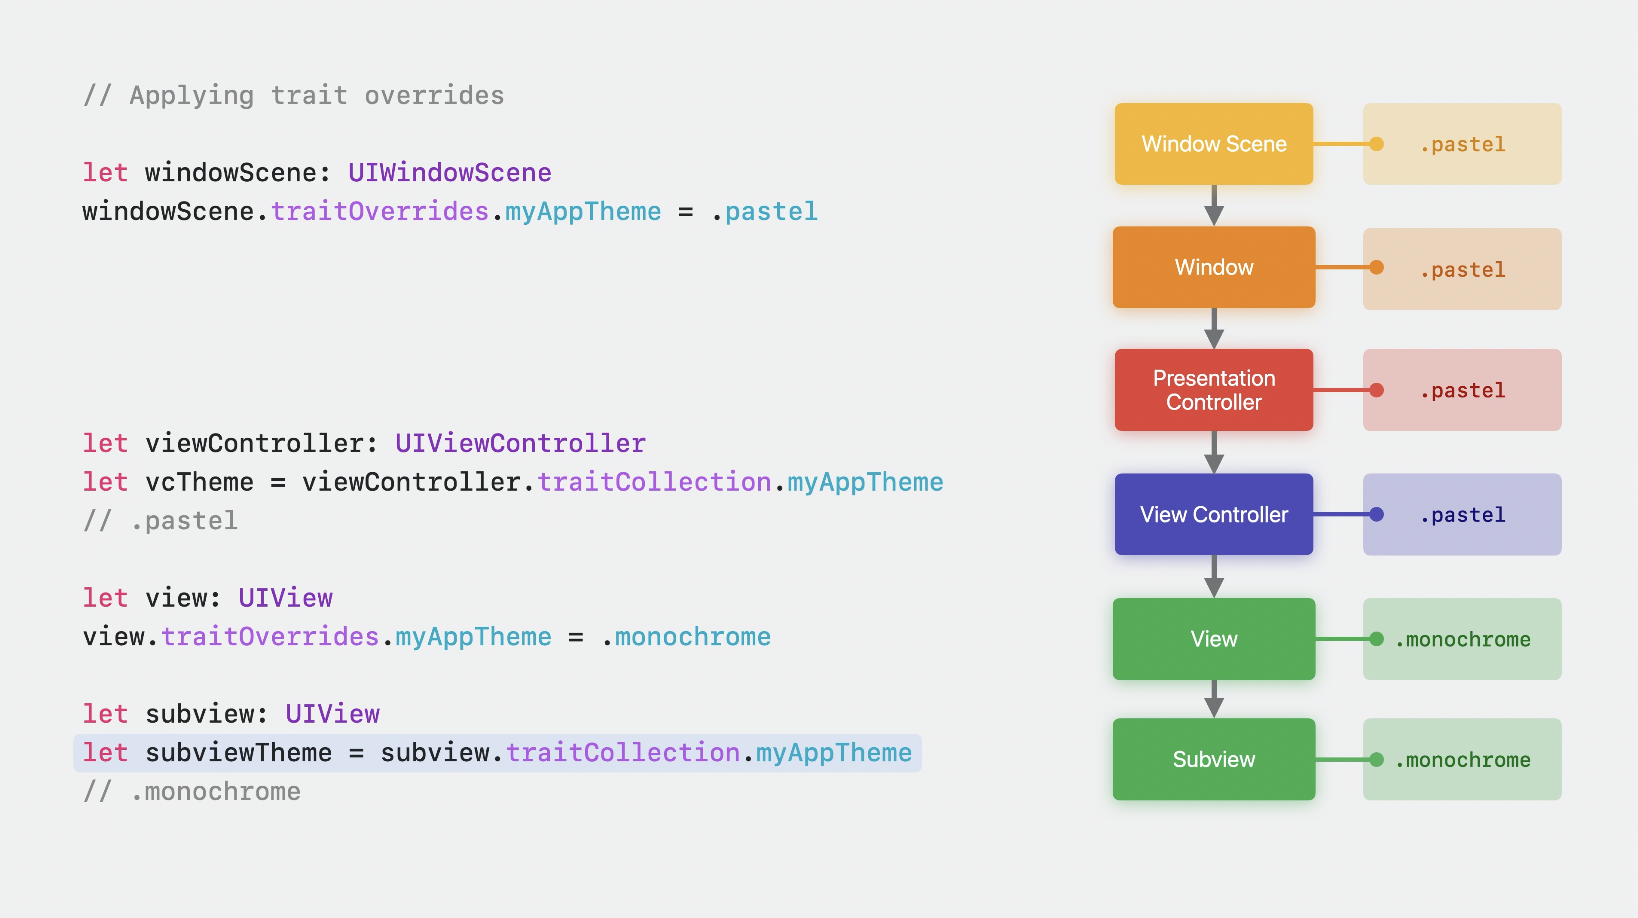 // Applying trait overrides
let windowScene: UIWindowScene
windowScene.traitOverrides.myAppTheme = .pastel
let viewController: UIViewController
let vcTheme = viewController.traitCollection.myAppTheme
// .pastel
let view: UIView
view.traitOverrides.myAppTheme = .monochrome
let subview: UIView
let subviewTheme = subview.traitCollection.myAppTheme
// .monochrome
Window Scene
.pastel
Window
.pastel
Presentation
Controller
.pastel
View Controller
.pastel
View
.monochrome
Subview
.monochrome